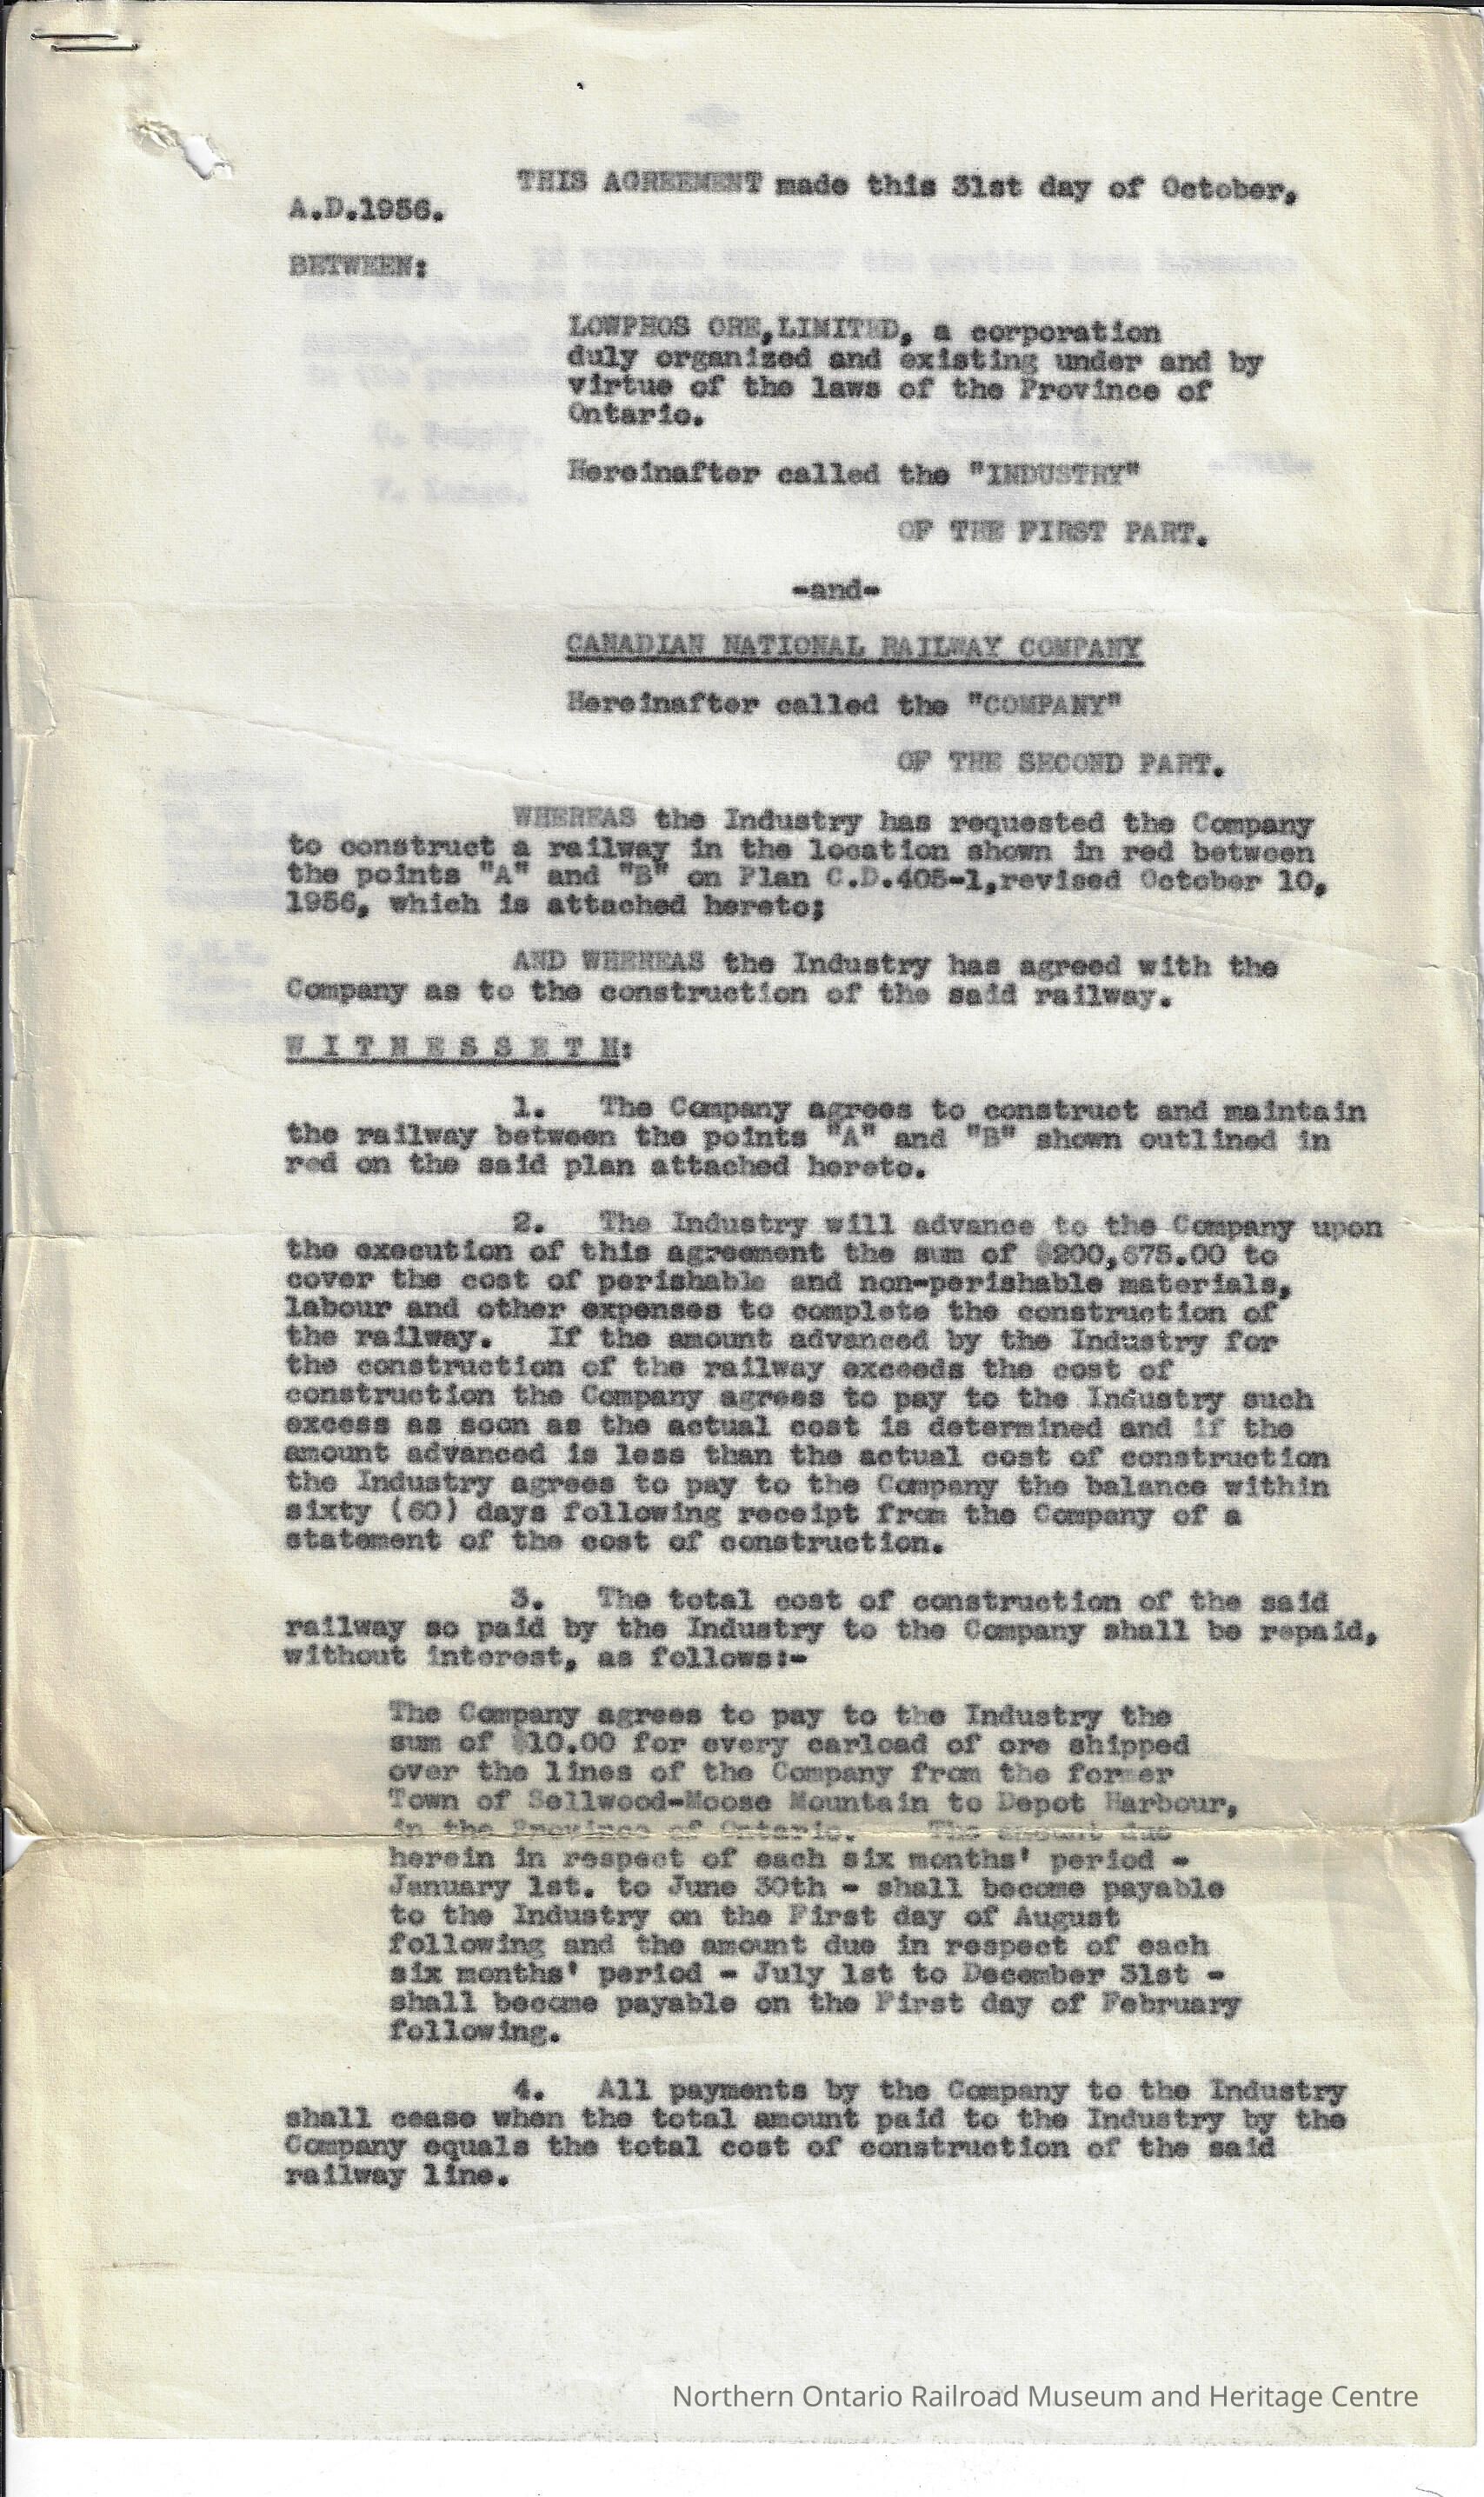 THIS AGREEMENT made this 31st day of October,
A.D.1956.
BETWEEN:
LOWPHOS ORE,LIMITED, a corporation
duly organized and existing under and by
virtue of the laws of the Province of
Ontario.
Hereinafter called the "INDUSTRY"
OF THE FIRST PART.
-and-
CANADIAN NATIONAL RAILWAY COMPANY
Hereinafter called the "COMPANY"
OF THE SECOND PART.
WHEREAS the Industry has requested the Company
to construct a railway in the location shown in red between
the points "A" and "B" on Plan C.D.405-1,revised October 10,
1956, which is attached hereto;
AND WHEREAS the Industry has agreed with the
Company as to the construction of the said railway.
W I T N E S S E T H:
1. The Company agrees to construct and maintain
the railway between the points "A" and "B" shown outlined in
red on the said plan attached hereto.
2. The Industry will advance to the Company upon
the execution of this agreement the sum of $200,675.00 to
cover the cost of perishable and non-perishable materials,
labour and other expenses to complete the construction of
the railway. If the amount advanced by the Industry for
the construction of the railway exceeds the cost of
construction the Company agrees to pay to the Industry such
excess as soon as the actual cost is determined and if the
amount advanced is less than the actual cost of construction
the Industry agrees to pay to the Company the balance within
sixty (60) days following receipt from the Company of a
statement of the cost of construction.
3. The total cost of construction of the said
railway so paid by the Industry to the Company shall be repaid,
without interest, as follows:-
The Company agrees to pay to the Industry the
sum of $10.00 for every carload of ore shipped
over the lines of the Company from the former
Town of Sellwood-Moose Mountain to Depot Harbour,
in the Province of Ontario. The amount due
herein in respect of each six months' period -
January 1st. to June 30th - shall become payable
to the Industry on the First day of August
following and the amount due in respect of each
six months' period - July 1st to December 31st -
shall become payable on the First day of February
following.
4. All payments by the Company to the Industry
shall cease when the total amount paid to the Industry by the
Company equals the total cost of construction of the said
railway line.
Northern Ontario Railroad Museum and Heritage Centre